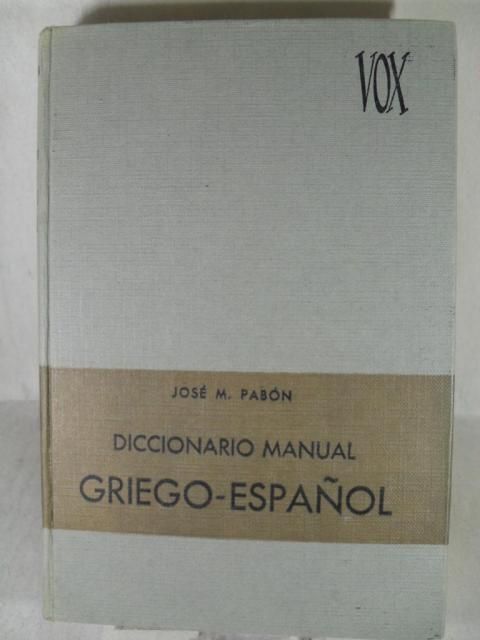 VOX
JOSÉ M. PABÓN
DICCIONARIO MANUAL
GRIEGO-ESPAÑOL